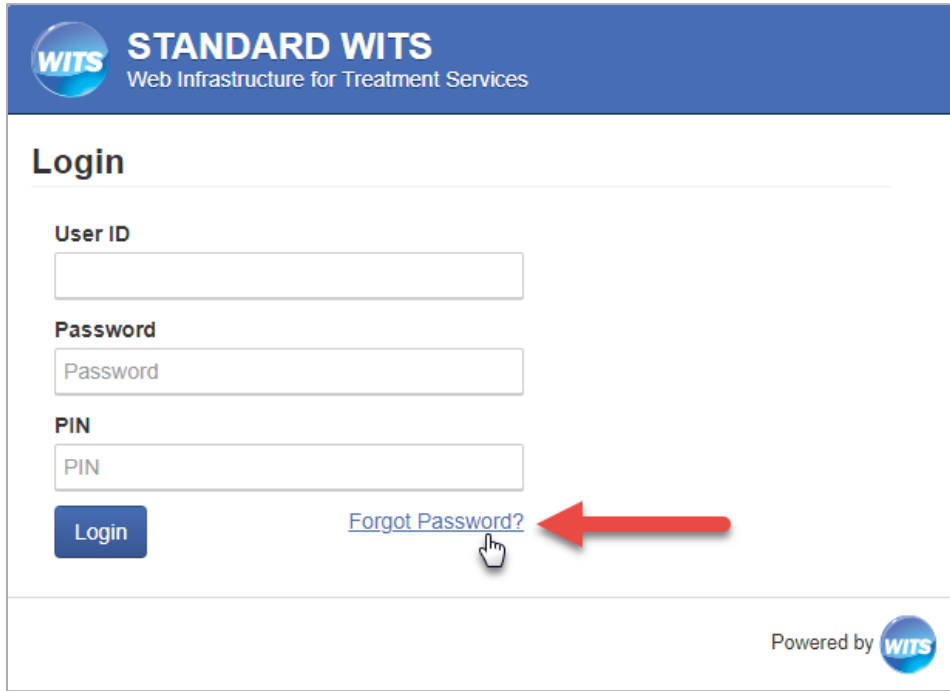 WITS
STANDARD WITS
Web Infrastructure for Treatment Services
Login
User ID
Password
Password
PIN
PIN
Login
Forgot Password?
Powered by WITS